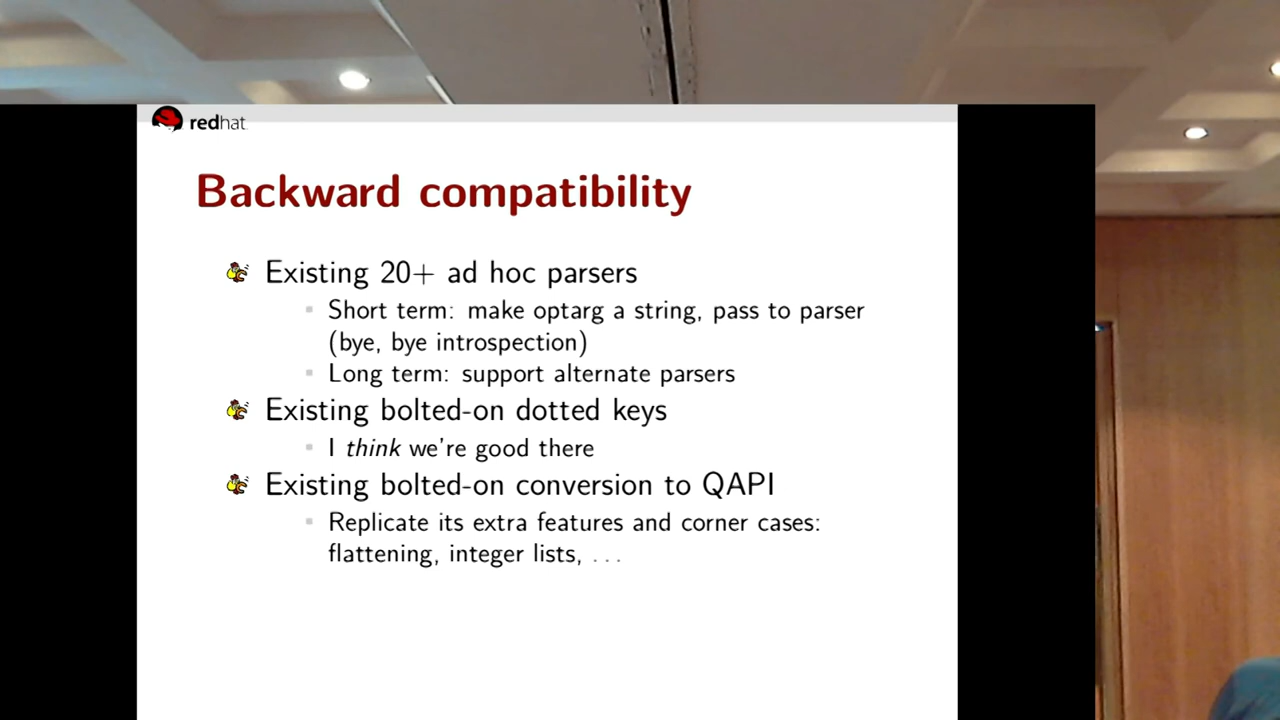 redhat.
Backward compatibility
Existing 20+ ad hoc parsers
Short term: make optarg a string, pass to parser
(bye, bye introspection)
Long term: support alternate parsers
Existing bolted-on dotted keys
I think we're good there
Existing bolted-on conversion to QAPI
Replicate its extra features and corner cases:
flattening, integer lists, ...